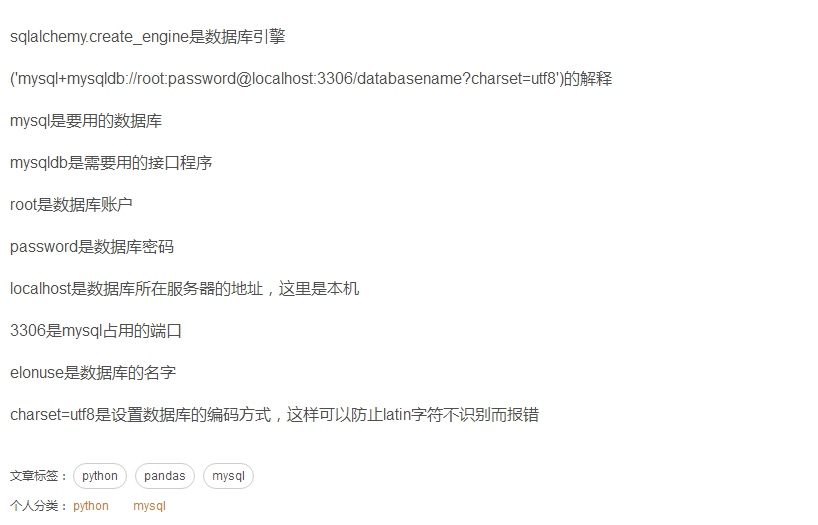 sqlalchemy.create_engine是数据库引擎
('mysql+mysqldb://root:password@localhost:3306/databasename?charset=utf8')的解释
mysql是要用的数据库
mysqldb是需要用的接口程序
root是数据库账户
password是数据库密码
localhost是数据库所在服务器的地址，这里是本机
3306是mysql占用的端口
elonuse是数据库的名字
charset=utf8是设置数据库的编码方式，这样可以防止latin字符不识别而报错
文章标签： python pandas mysql
个人分类： python mysql